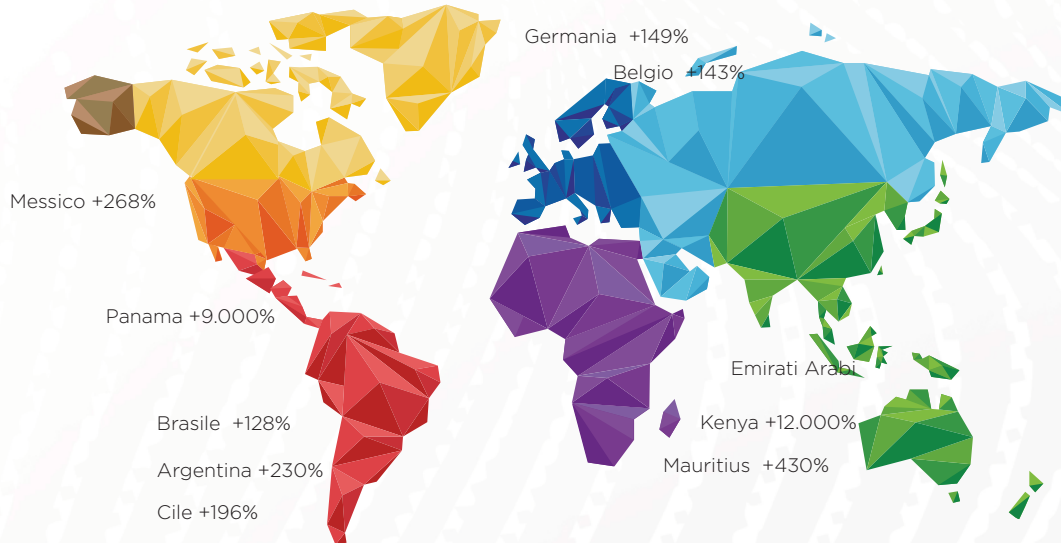 Germania +149%
Belgio +143%
Messico +268%
Panama +9.000%
Emirati Arabi
Brasile +128%
Kenya +12.000%
Argentina +230%
Mauritius +430%
Cile +196%